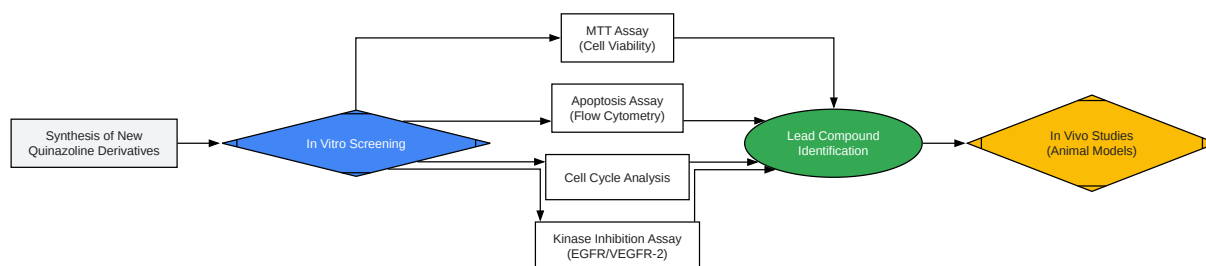 Synthesis of New
Quinazoline Derivatives
In Vitro Screening
MTT Assay
(Cell Viability)
Apoptosis Assay
(Flow Cytometry)
Cell Cycle Analysis
Kinase Inhibition Assay
(EGFR/VEGFR-2)
Lead Compound
Identification
In Vivo Studies
(Animal Models)